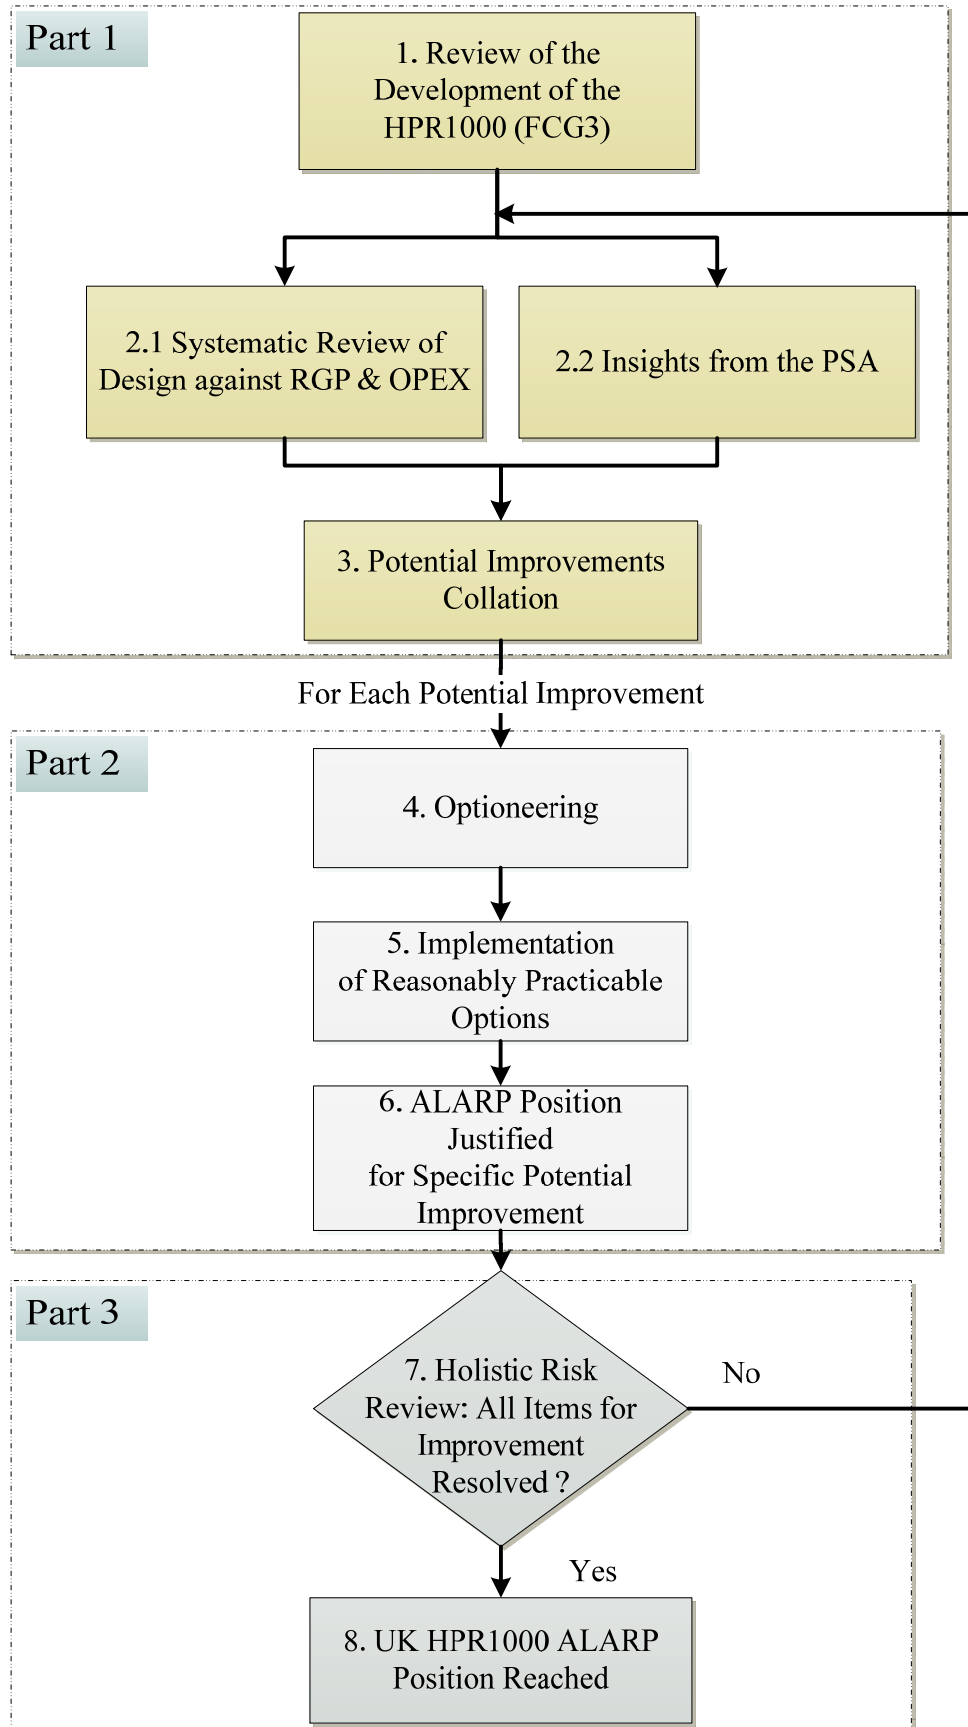 Part 1
1. Review of the
Development of the
HPR1000 (FCG3)
2.1 Systematic Review of
Design against RGP & OPEX
2.2 Insights from the PSA
3. Potential Improvements
Collation
For Each Potential Improvement
Part 2
4. Optioneering
5. Implementation
of Reasonably Practicable
Options
6. ALARP Position
Justified
for Specific Potential
Improvement
Part 3
7. Holistic Risk
Review: All Items for
Improvement
Resolved ?
No
Yes
8. UK HPR1000 ALARP
Position Reached